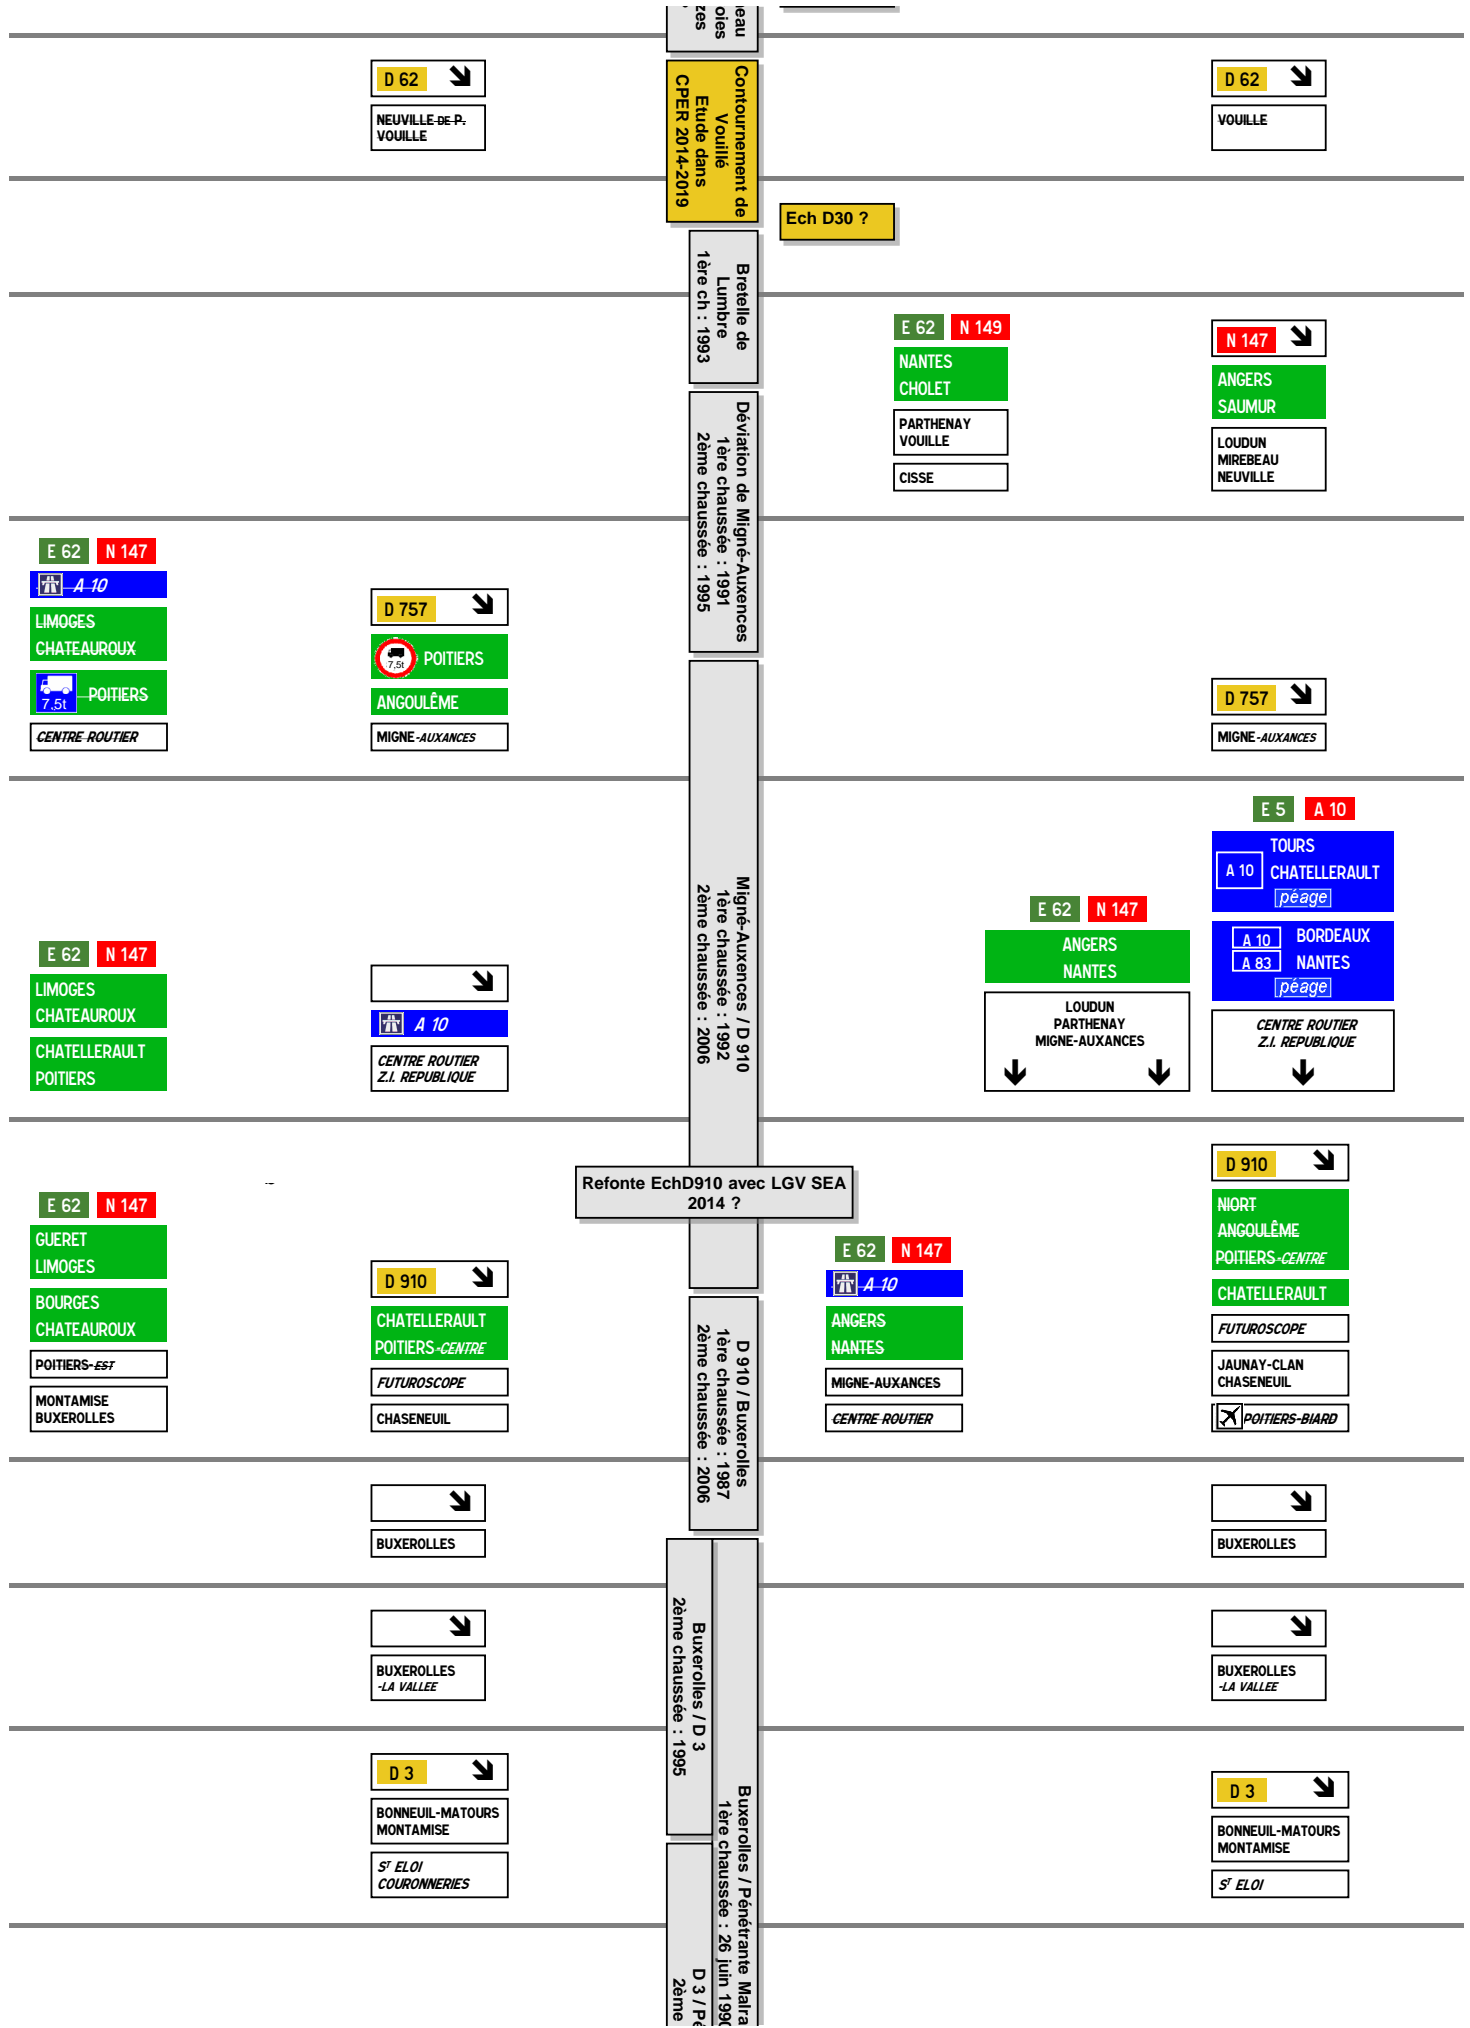 eau
oies
zes
D 62
NEUVILLE DE P.
VOUILLE
Contournement de
Vouillé
Etude dans
CPER 2014-2019
D 62
VOUILLE
Ech D30 ?
Bretelle de
Lumbre
1ère ch : 1993
E 62 N 149
NANTES
CHOLET
PARTHENAY
VOUILLE
CISSE
N 147
ANGERS
SAUMUR
LOUDUN
MIREBEAU
NEUVILLE
Déviation de Migné-Auxences
1ère chaussée : 1991
2ème chaussée : 1995
E 62 N 147
A 10
LIMOGES
CHATEAUROUX
7,5t POITIERS
CENTRE ROUTIER
D 757
7,5t POITIERS
ANGOULÊME
MIGNE-AUXANCES
D 757
MIGNE-AUXANCES
Migné-Auxences / D 910
1ère chaussée : 1992
2ème chaussée : 2006
E 62 N 147
LIMOGES
CHATEAUROUX
CHATELLERAULT
POITIERS
A 10
CENTRE ROUTIER
Z.I. REPUBLIQUE
E 62 N 147
ANGERS
NANTES
LOUDUN
PARTHENAY
MIGNE-AUXANCES
E 5 A 10
TOURS
A 10 CHATELLERAULT
péage
A 10 BORDEAUX
A 83 NANTES
péage
CENTRE ROUTIER
Z.I. REPUBLIQUE
Refonte EchD910 avec LGV SEA
2014 ?
E 62 N 147
GUERET
LIMOGES
BOURGES
CHATEAUROUX
POITIERS-EST
MONTAMISE
BUXEROLLES
D 910
CHATELLERAULT
POITIERS-CENTRE
FUTUROSCOPE
CHASENEUIL
D 910 / Buxerolles
1ère chaussée : 1987
2ème chaussée : 2006
E 62 N 147
A 10
ANGERS
NANTES
MIGNE-AUXANCES
CENTRE ROUTIER
D 910
NIORT
ANGOULÊME
POITIERS-CENTRE
CHATELLERAULT
FUTUROSCOPE
JAUNAY-CLAN
CHASENEUIL
POITIERS-BIARD
BUXEROLLES
BUXEROLLES
BUXEROLLES
-LA VALLEE
BUXEROLLES
-LA VALLEE
Buxerolles / D 3
2ème chaussée : 1995
Buxerolles / Pénétrante Malra
1ère chaussée : 26 juin 1990
D 3
BONNEUIL-MATOURS
MONTAMISE
ST ELOI
COURONNERIES
D 3
BONNEUIL-MATOURS
MONTAMISE
ST ELOI
D 3 / Pé
2ème